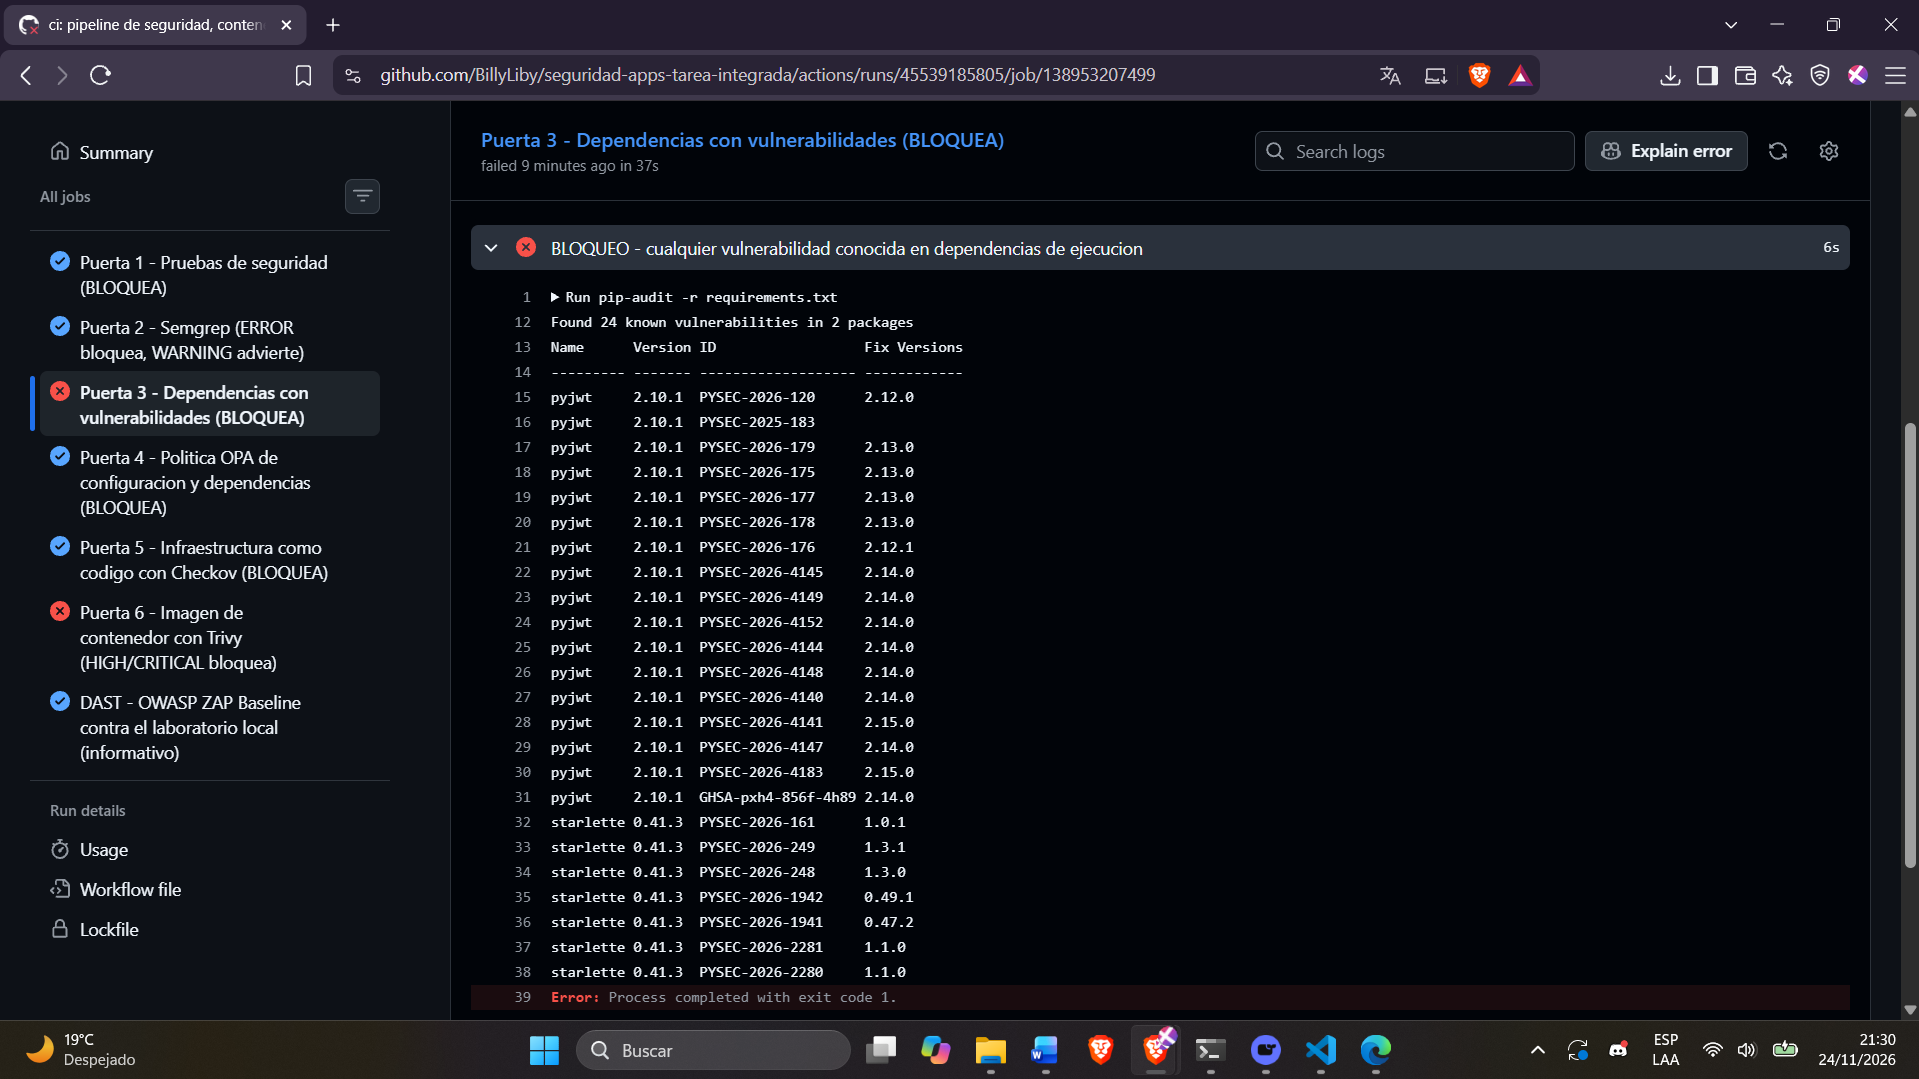 ci: pipeline de seguridad, conten
github.com/BillyLiby/seguridad-apps-tarea-integrada/actions/runs/45539185805/job/138953207499
Summary
All jobs
Puerta 1 - Pruebas de seguridad
(BLOQUEA)
Puerta 2 - Semgrep (ERROR
bloquea, WARNING advierte)
Puerta 3 - Dependencias con
vulnerabilidades (BLOQUEA)
Puerta 4 - Politica OPA de
configuracion y dependencias
(BLOQUEA)
Puerta 5 - Infraestructura como
codigo con Checkov (BLOQUEA)
Puerta 6 - Imagen de
contenedor con Trivy
(HIGH/CRITICAL bloquea)
DAST - OWASP ZAP Baseline
contra el laboratorio local
(informativo)
Run details
Usage
Workflow file
Lockfile
Puerta 3 - Dependencias con vulnerabilidades (BLOQUEA)
failed 9 minutes ago in 37s
Search logs
Explain error
BLOQUEO - cualquier vulnerabilidad conocida en dependencias de ejecucion 6s
1 Run pip-audit -r requirements.txt
12 Found 24 known vulnerabilities in 2 packages
13 Name Version ID Fix Versions
14 --------- ------- ------------------- ------------
15 pyjwt 2.10.1 PYSEC-2026-120 2.12.0
16 pyjwt 2.10.1 PYSEC-2025-183
17 pyjwt 2.10.1 PYSEC-2026-179 2.13.0
18 pyjwt 2.10.1 PYSEC-2026-175 2.13.0
19 pyjwt 2.10.1 PYSEC-2026-177 2.13.0
20 pyjwt 2.10.1 PYSEC-2026-178 2.13.0
21 pyjwt 2.10.1 PYSEC-2026-176 2.12.1
22 pyjwt 2.10.1 PYSEC-2026-4145 2.14.0
23 pyjwt 2.10.1 PYSEC-2026-4149 2.14.0
24 pyjwt 2.10.1 PYSEC-2026-4152 2.14.0
25 pyjwt 2.10.1 PYSEC-2026-4144 2.14.0
26 pyjwt 2.10.1 PYSEC-2026-4148 2.14.0
27 pyjwt 2.10.1 PYSEC-2026-4140 2.14.0
28 pyjwt 2.10.1 PYSEC-2026-4141 2.15.0
29 pyjwt 2.10.1 PYSEC-2026-4147 2.14.0
30 pyjwt 2.10.1 PYSEC-2026-4183 2.15.0
31 pyjwt 2.10.1 GHSA-pxh4-856f-4h89 2.14.0
32 starlette 0.41.3 PYSEC-2026-161 1.0.1
33 starlette 0.41.3 PYSEC-2026-249 1.3.1
34 starlette 0.41.3 PYSEC-2026-248 1.3.0
35 starlette 0.41.3 PYSEC-2026-1942 0.49.1
36 starlette 0.41.3 PYSEC-2026-1941 0.47.2
37 starlette 0.41.3 PYSEC-2026-2281 1.1.0
38 starlette 0.41.3 PYSEC-2026-2280 1.1.0
39 Error: Process completed with exit code 1.
19°C
Despejado
Buscar
ESP
LAA
21:30
24/11/2026